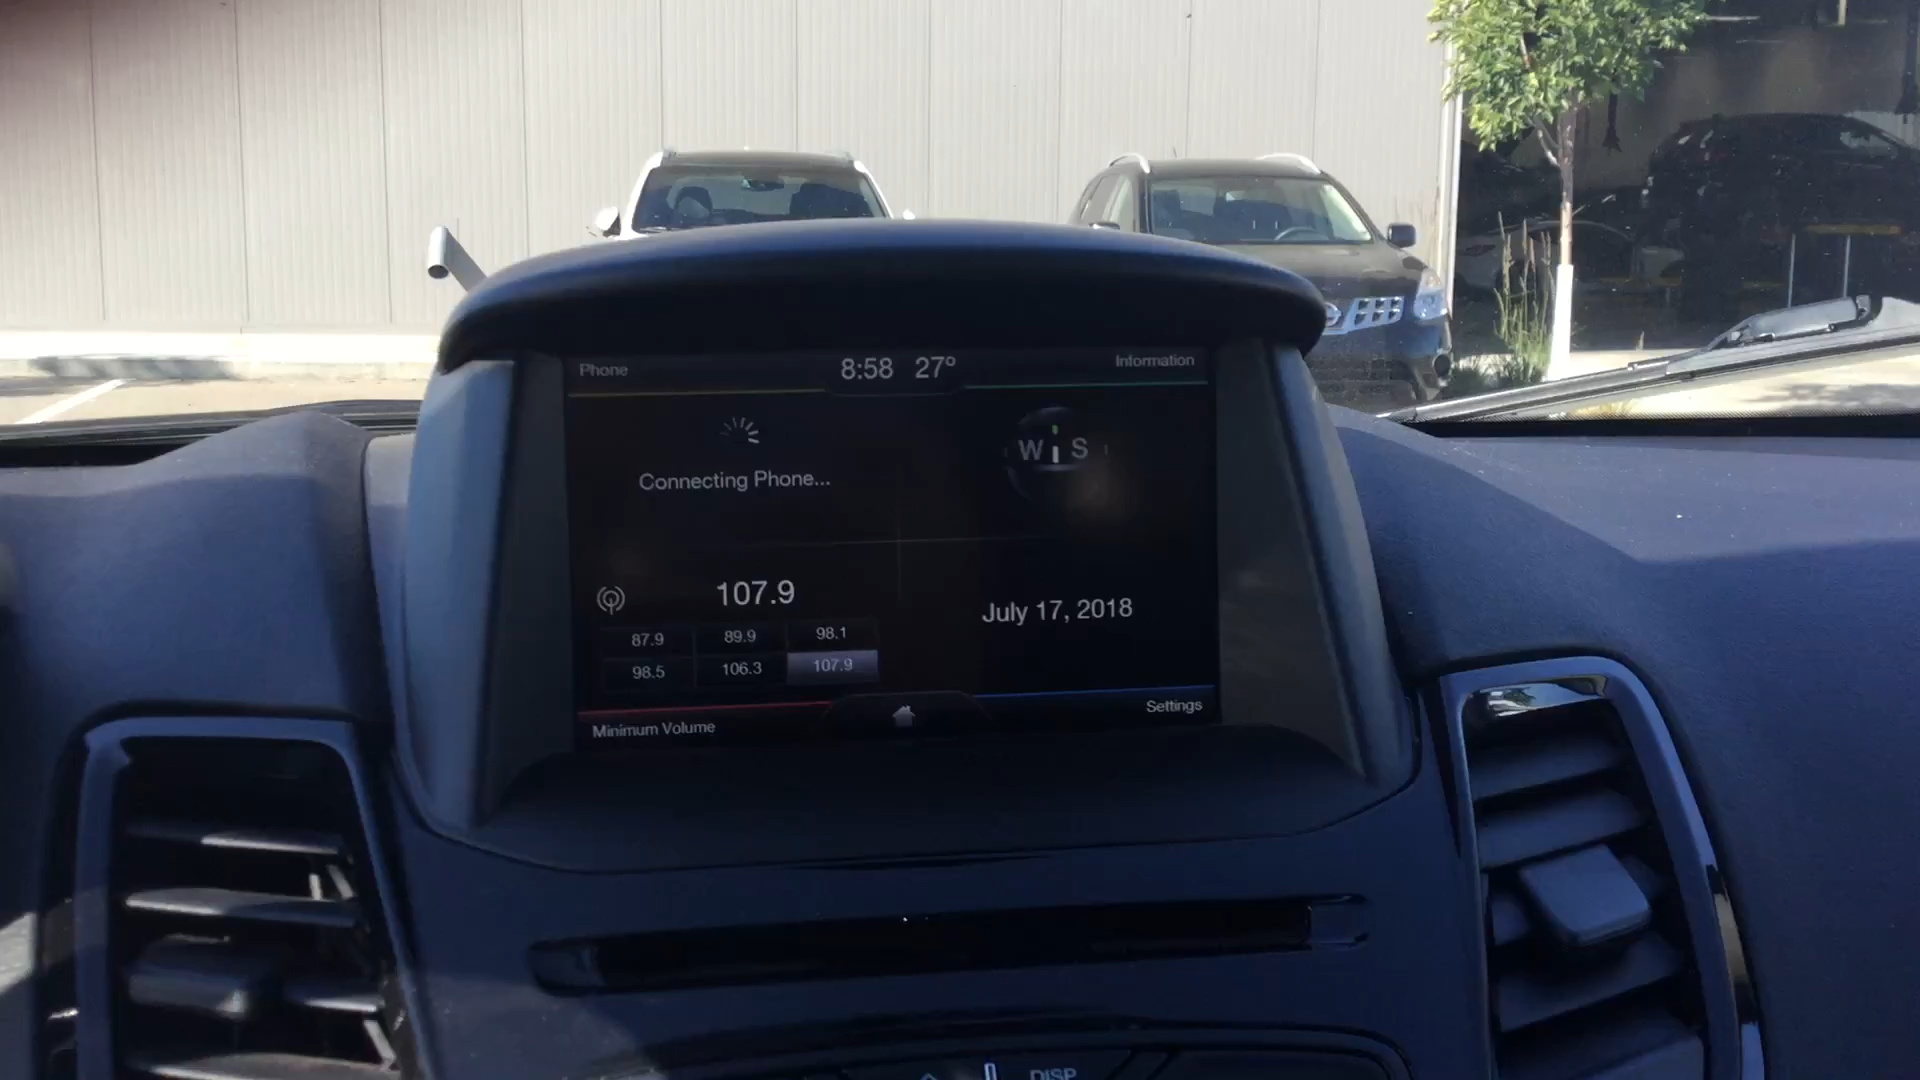 Phone 8:58 27° Information
Connecting Phone...
W S
107.9
87.9 89.9 98.1
98.5 106.3 107.9
July 17, 2018
Minimum Volume
Settings
DISP